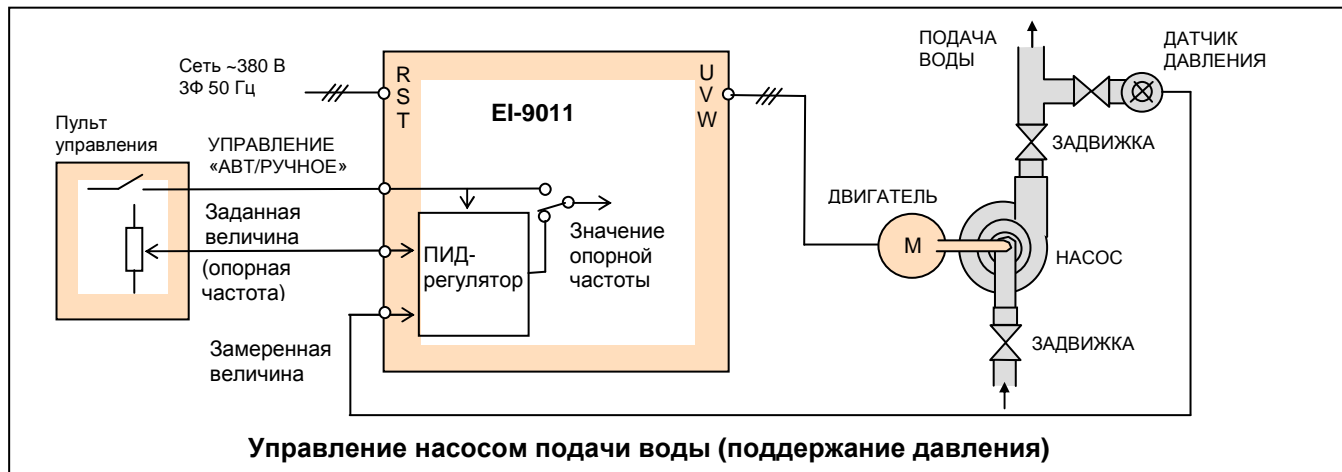 Сеть ~380 В
3Ф 50 Гц
Пульт
управления
УПРАВЛЕНИЕ
«АВТ/РУЧНОЕ»
Заданная
величина
(опорная
частота)
Замеренная
величина
R
S
T
EI-9011
U
V
W
ПИД-
регулятор
Значение
опорной
частоты
ДВИГАТЕЛЬ
М
ПОДАЧА
ВОДЫ
ДАТЧИК
ДАВЛЕНИЯ
ЗАДВИЖКА
НАСОС
ЗАДВИЖКА
Управление насосом подачи воды (поддержание давления)